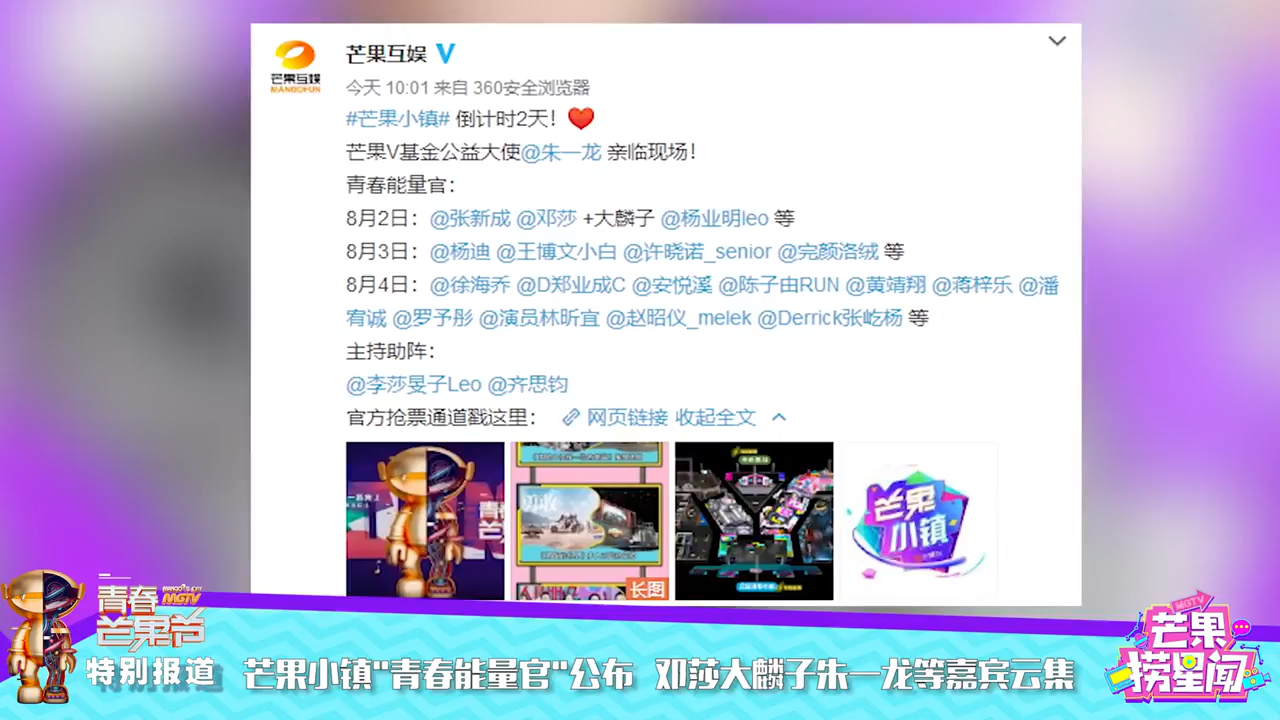 芒果互娱
芒果互娱
MANGOFUN
今天 10:01 来自 360安全浏览器
#芒果小镇# 倒计时2天！
芒果V基金公益大使@朱一龙 亲临现场！
青春能量官：
8月2日：@张新成 @邓莎 +大麟子 @杨业明leo 等
8月3日：@杨迪 @王博文小白 @许晓诺_senior @完颜洛绒 等
8月4日：@徐海乔 @D郑业成C @安悦溪 @陈子由RUN @黄靖翔 @蒋梓乐 @潘
宥诚 @罗予彤 @演员林昕宜 @赵昭仪_melek @Derrick张屹杨 等
主持助阵：
@李莎旻子Leo @齐思钧
官方抢票通道戳这里： 网页链接 收起全文
青春
芒
勇敢
长图
芒果
小镇
青春
MGTV
芒果节
特别报道 芒果小镇"青春能量官"公布 邓莎大麟子朱一龙等嘉宾云集
MGTV
芒果
捞星闻